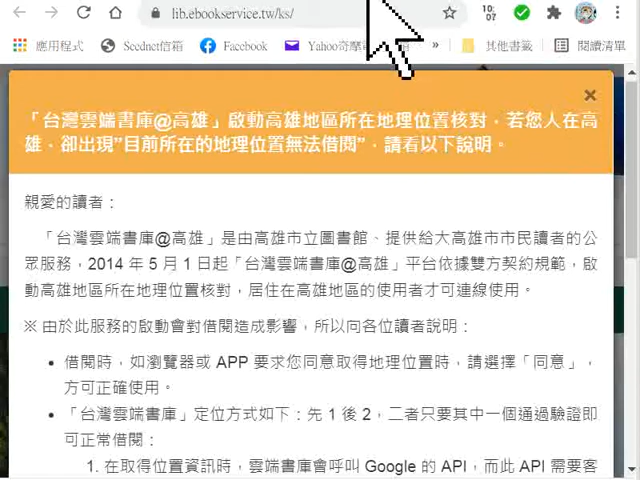 lib.ebookservice.tw/ks/
10:
07
應用程式 Seednet信箱 Facebook Yahoo奇摩 » 其他書籤 閱讀清單
「台灣雲端書庫@高雄」啟動高雄地區所在地理位置核對，若您人在高
雄，卻出現"目前所在的地理位置無法借閱"，請看以下說明。
親愛的讀者：
「台灣雲端書庫@高雄」是由高雄市立圖書館、提供給大高雄市市民讀者的公
眾服務，2014 年 5 月 1 日起「台灣雲端書庫@高雄」平台依據雙方契約規範，啟
動高雄地區所在地理位置核對，居住在高雄地區的使用者才可連線使用。
※ 由於此服務的啟動會對借閱造成影響，所以向各位讀者說明：
• 借閱時，如瀏覽器或 APP 要求您同意取得地理位置時，請選擇「同意」，
方可正確使用。
• 「台灣雲端書庫」定位方式如下：先 1 後 2，二者只要其中一個通過驗證即
可正常借閱：
1. 在取得位置資訊時，雲端書庫會呼叫 Google 的 API，而此 API 需要客